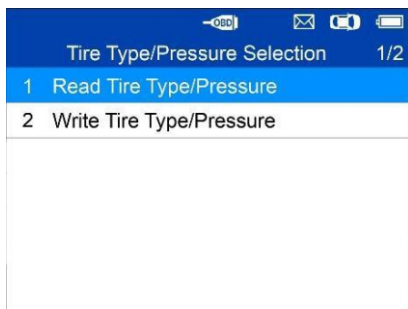 OBD
Tire Type/Pressure Selection 1/2
1 Read Tire Type/Pressure
2 Write Tire Type/Pressure